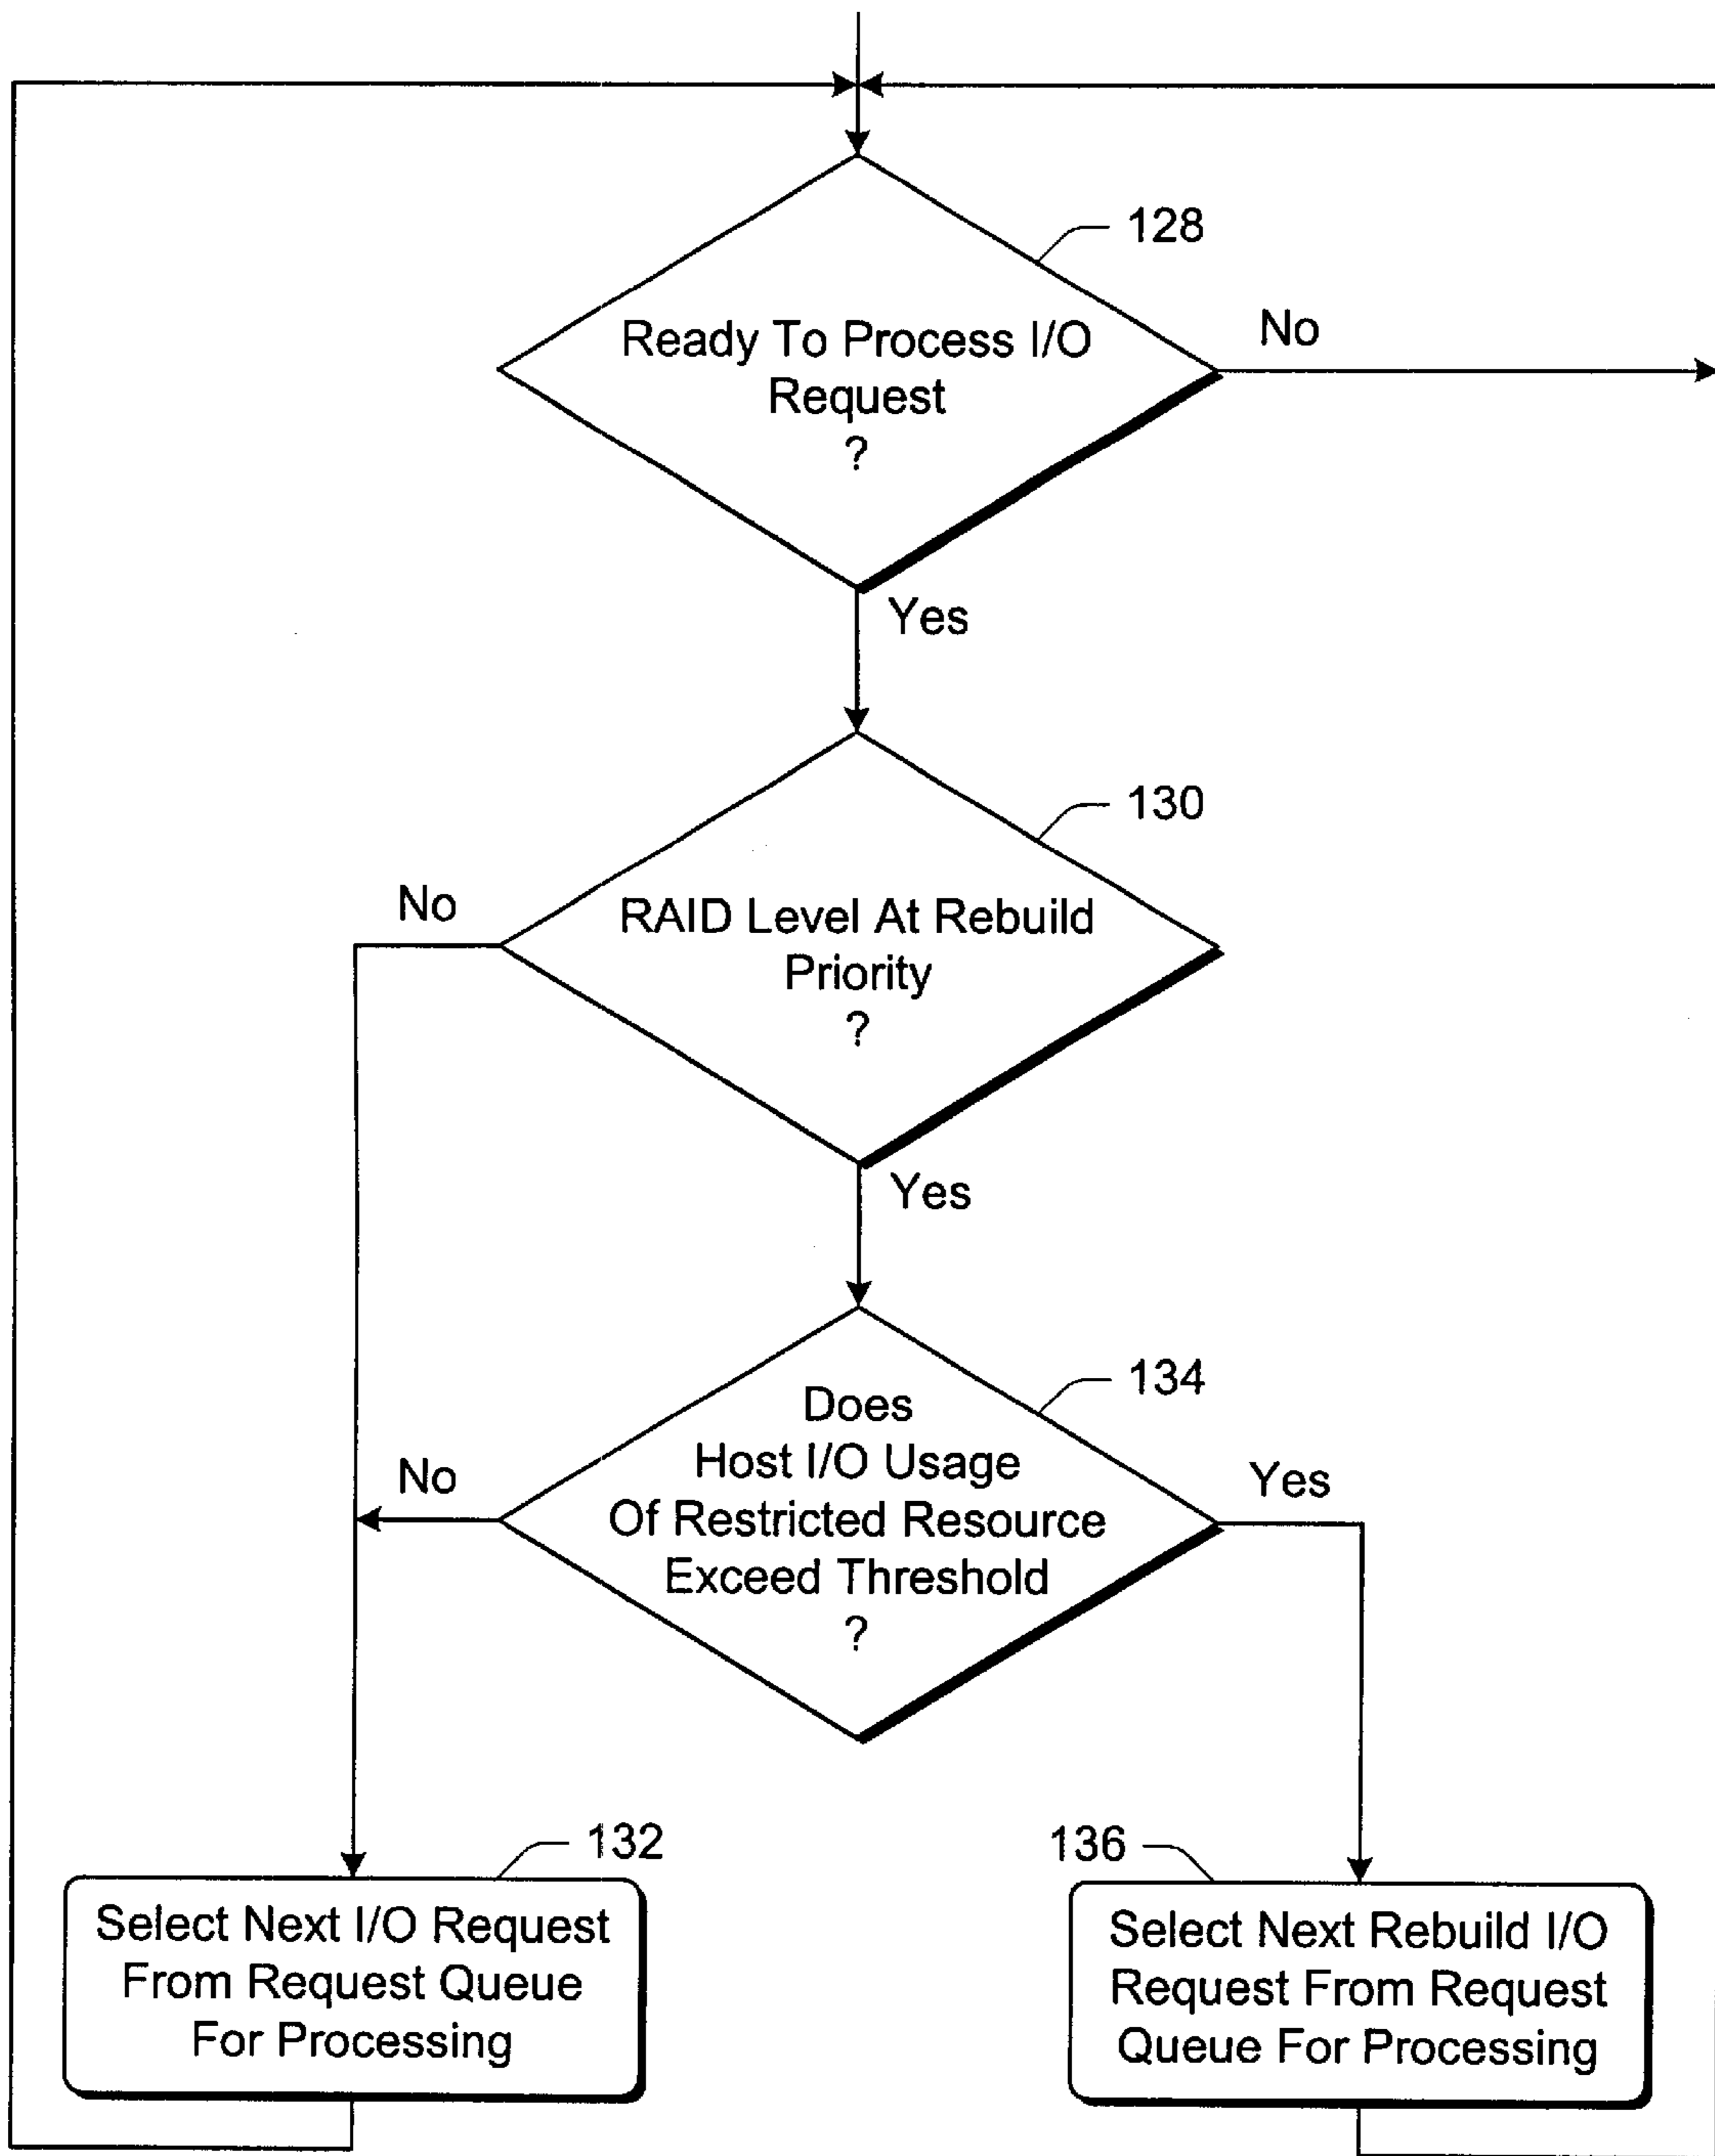 128
Ready To Process I/O
Request
?
No
Yes
130
No
RAID Level At Rebuild
Priority
?
Yes
134
Does
Host I/O Usage
Of Restricted Resource
Exceed Threshold
?
No
Yes
132
Select Next I/O Request
From Request Queue
For Processing
136
Select Next Rebuild I/O
Request From Request
Queue For Processing